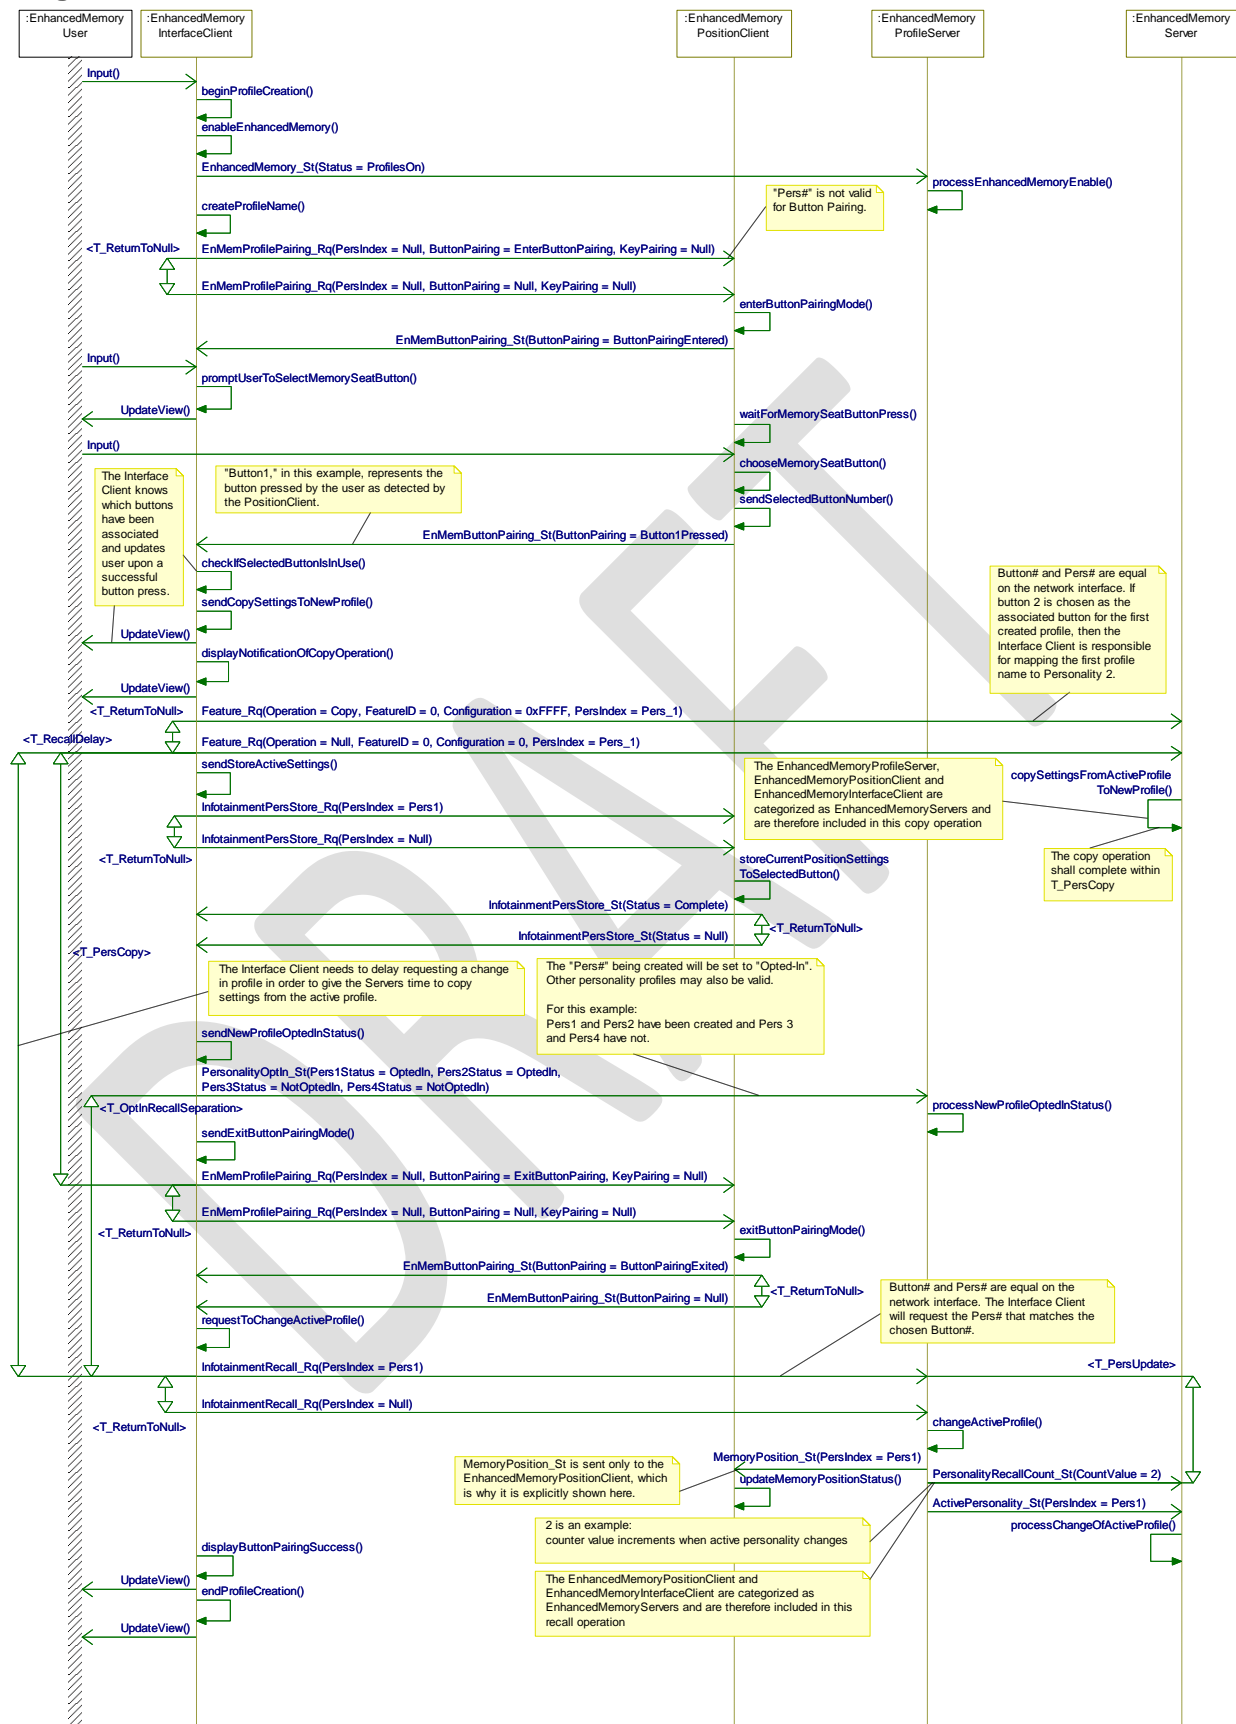 :EnhancedMemory
User
:EnhancedMemory
InterfaceClient
:EnhancedMemory
PositionClient
:EnhancedMemory
ProfileServer
:EnhancedMemory
Server
Input()
beginProfileCreation()
enableEnhancedMemory()
EnhancedMemory_St(Status = ProfilesOn)
processEnhancedMemoryEnable()
"Pers#" is not valid
for Button Pairing.
createProfileName()
<T_ReturnToNull>
EnMemProfilePairing_Rq(PersIndex = Null, ButtonPairing = EnterButtonPairing, KeyPairing = Null)
EnMemProfilePairing_Rq(PersIndex = Null, ButtonPairing = Null, KeyPairing = Null)
enterButtonPairingMode()
EnMemButtonPairing_St(ButtonPairing = ButtonPairingEntered)
Input()
promptUserToSelectMemorySeatButton()
UpdateView()
waitForMemorySeatButtonPress()
Input()
chooseMemorySeatButton()
The Interface
Client knows
which buttons
have been
associated
and updates
user upon a
successful
button press.
"Button1," in this example, represents the
button pressed by the user as detected by
the PositionClient.
sendSelectedButtonNumber()
EnMemButtonPairing_St(ButtonPairing = Button1Pressed)
checkIfSelectedButtonIsInUse()
Button# and Pers# are equal
on the network interface. If
button 2 is chosen as the
associated button for the first
created profile, then the
Interface Client is responsible
for mapping the first profile
name to Personality 2.
sendCopySettingsToNewProfile()
UpdateView()
displayNotificationOfCopyOperation()
UpdateView()
<T_ReturnToNull>
Feature_Rq(Operation = Copy, FeatureID = 0, Configuration = 0xFFFF, PersIndex = Pers_1)
<T_RecallDelay>
Feature_Rq(Operation = Null, FeatureID = 0, Configuration = 0, PersIndex = Pers_1)
sendStoreActiveSettings()
The EnhancedMemoryProfileServer,
EnhancedMemoryPositionClient and
EnhancedMemoryInterfaceClient are
categorized as EnhancedMemoryServers and
are therefore included in this copy operation
copySettingsFromActiveProfile
ToNewProfile()
InfotainmentPersStore_Rq(PersIndex = Pers1)
InfotainmentPersStore_Rq(PersIndex = Null)
<T_ReturnToNull>
The copy operation
shall complete within
T_PersCopy
storeCurrentPositionSettings
ToSelectedButton()
InfotainmentPersStore_St(Status = Complete)
<T_ReturnToNull>
InfotainmentPersStore_St(Status = Null)
<T_PersCopy>
The Interface Client needs to delay requesting a change
in profile in order to give the Servers time to copy
settings from the active profile.
The "Pers#" being created will be set to "Opted-In".
Other personality profiles may also be valid.
For this example:
Pers1 and Pers2 have been created and Pers 3
and Pers4 have not.
sendNewProfileOptedInStatus()
PersonalityOptIn_St(Pers1Status = OptedIn, Pers2Status = OptedIn,
Pers3Status = NotOptedIn, Pers4Status = NotOptedIn)
<T_OptInRecallSeparation>
processNewProfileOptedInStatus()
sendExitButtonPairingMode()
EnMemProfilePairing_Rq(PersIndex = Null, ButtonPairing = ExitButtonPairing, KeyPairing = Null)
EnMemProfilePairing_Rq(PersIndex = Null, ButtonPairing = Null, KeyPairing = Null)
<T_ReturnToNull>
exitButtonPairingMode()
EnMemButtonPairing_St(ButtonPairing = ButtonPairingExited)
<T_ReturnToNull>
EnMemButtonPairing_St(ButtonPairing = Null)
Button# and Pers# are equal on the
network interface. The Interface Client
will request the Pers# that matches the
chosen Button#.
requestToChangeActiveProfile()
InfotainmentRecall_Rq(PersIndex = Pers1)
<T_PersUpdate>
InfotainmentRecall_Rq(PersIndex = Null)
<T_ReturnToNull>
changeActiveProfile()
MemoryPosition_St(PersIndex = Pers1)
MemoryPosition_St is sent only to the
EnhancedMemoryPositionClient, which
is why it is explicitly shown here.
updateMemoryPositionStatus()
PersonalityRecallCount_St(CountValue = 2)
ActivePersonality_St(PersIndex = Pers1)
2 is an example:
counter value increments when active personality changes
processChangeOfActiveProfile()
displayButtonPairingSuccess()
UpdateView()
endProfileCreation()
The EnhancedMemoryPositionClient and
EnhancedMemoryInterfaceClient are categorized as
EnhancedMemoryServers and are therefore included in this
recall operation
UpdateView()
DRAFT